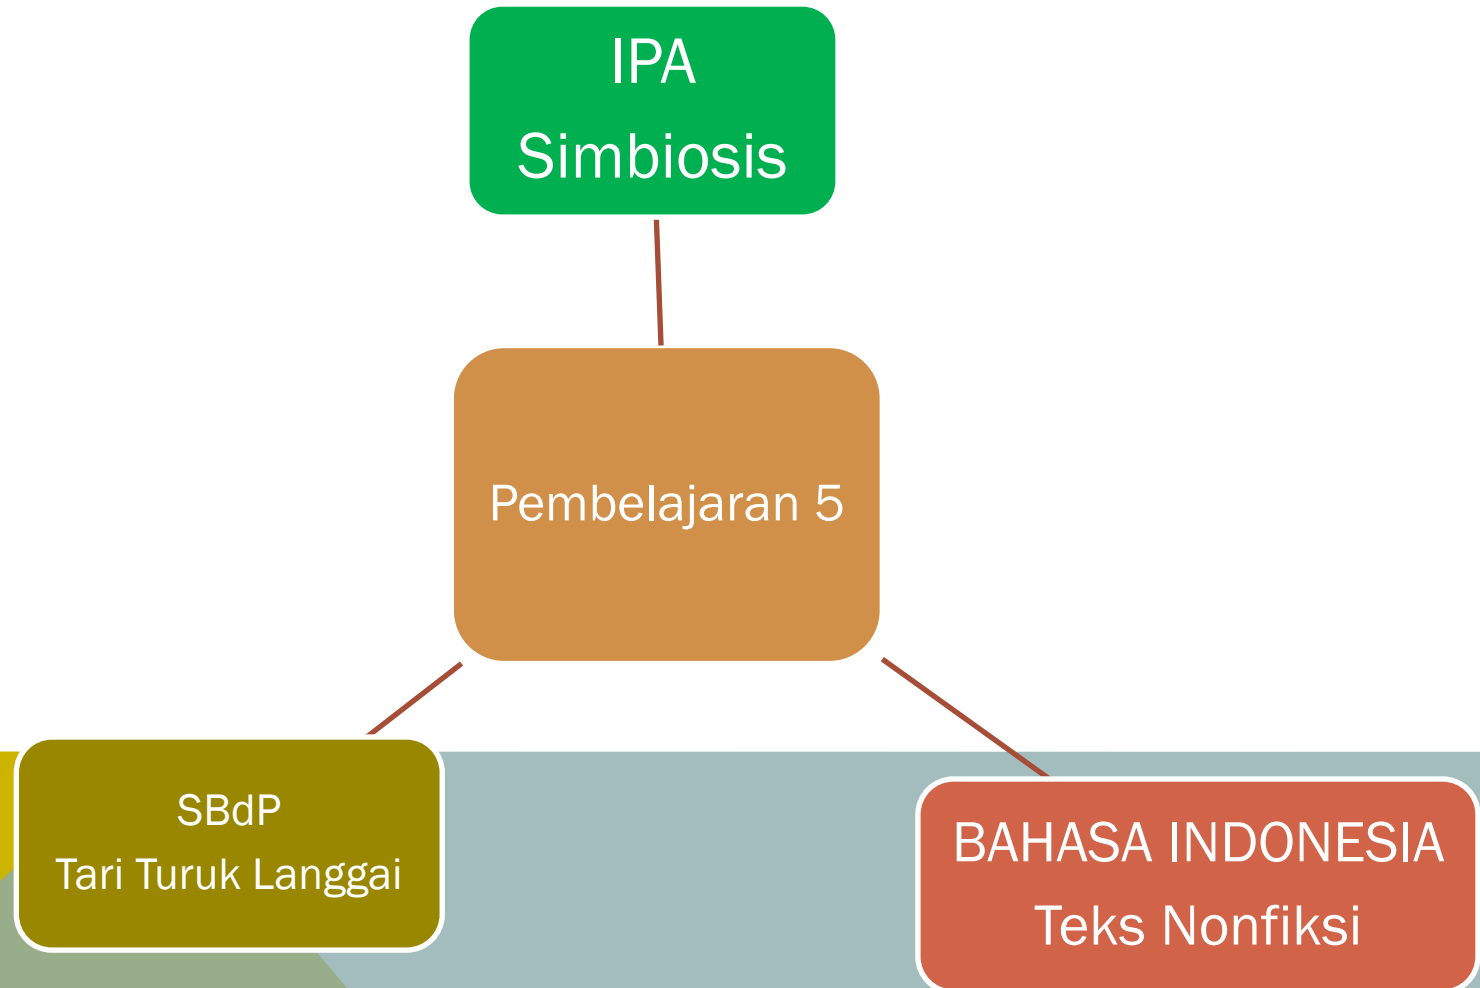 IPA
Simbiosis
Pembelajaran 5
SBdP
Tari Turuk Langgai
BAHASA INDONESIA
Teks Nonfiksi